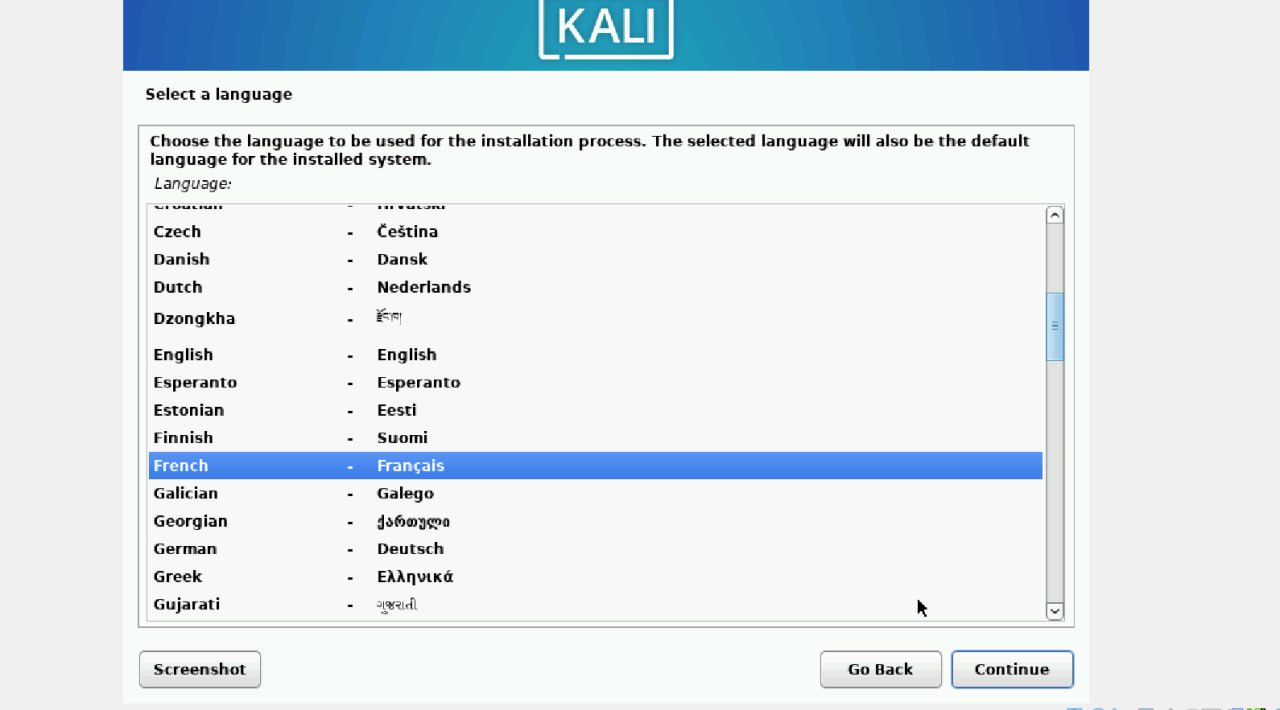 KALI
Select a language
Choose the language to be used for the installation process. The selected language will also be the default
language for the installed system.
Language:
Croatian - Hrvatski
Czech - Čeština
Danish - Dansk
Dutch - Nederlands
Dzongkha - རྫོང་ཁ།
English - English
Esperanto - Esperanto
Estonian - Eesti
Finnish - Suomi
French - Français
Galician - Galego
Georgian - ქართული
German - Deutsch
Greek - Ελληνικά
Gujarati - ગુજરાતી
Screenshot Go Back Continue